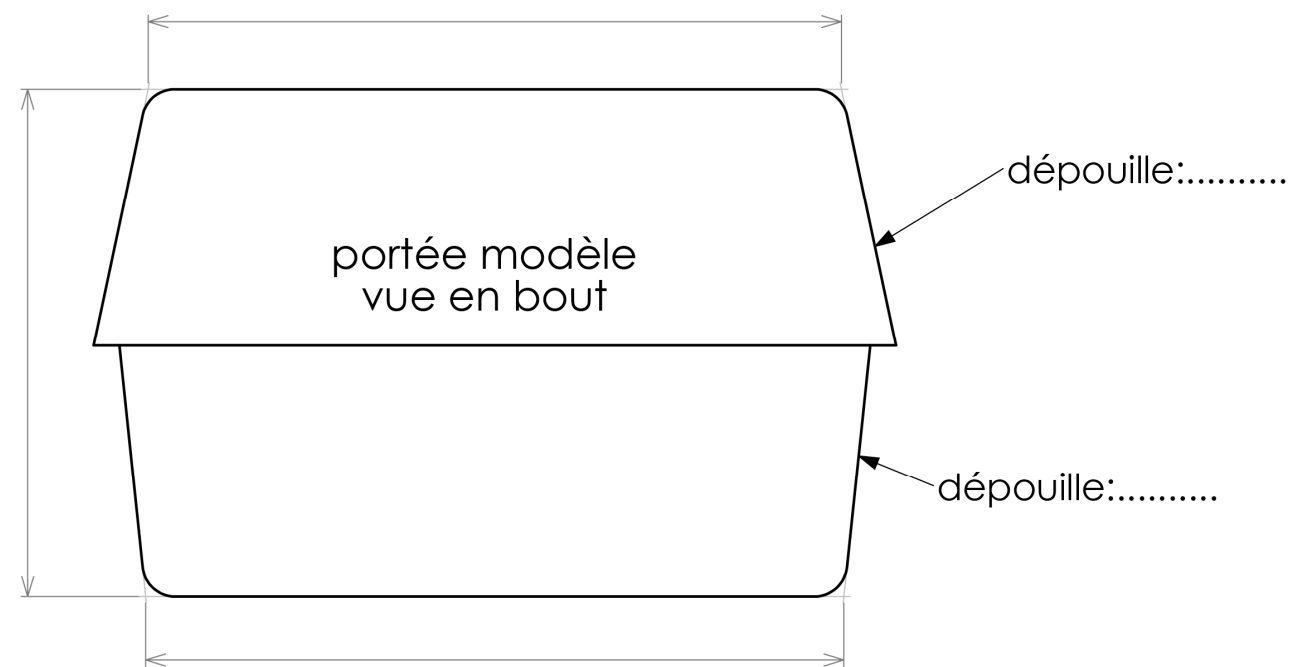 dépouille:..........
portée modèle
vue en bout
dépouille:..........